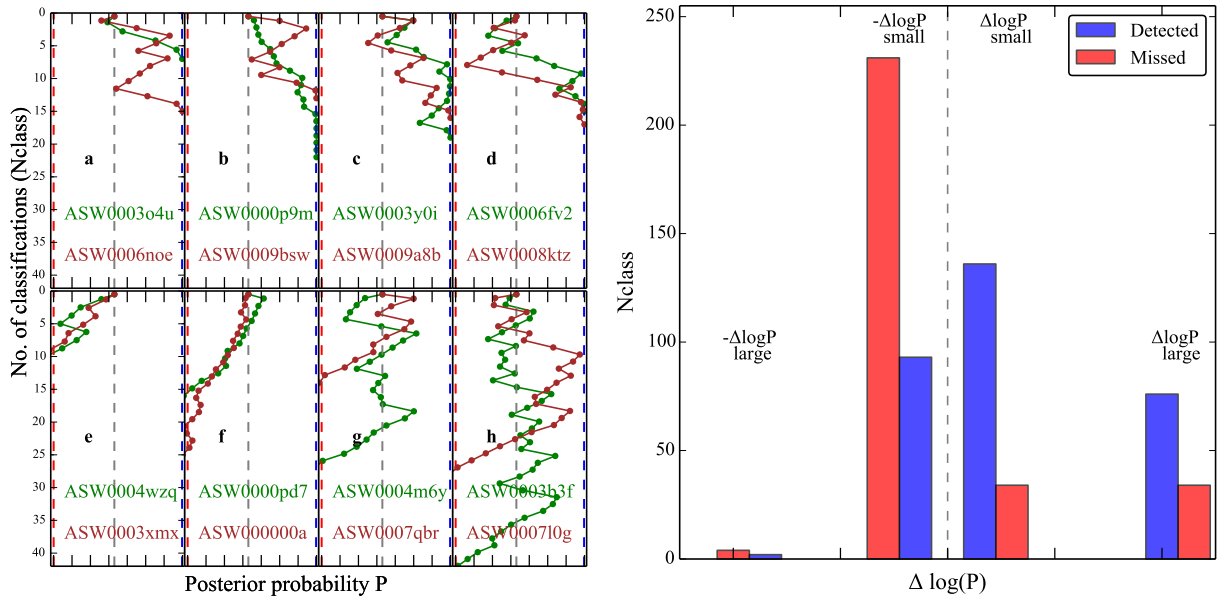 No. of classifications (Nclass)
0
5
10
15
20
25
30
35
40
a
b
c
d
ASW0003o4u
ASW0000p9m
ASW0003y0i
ASW0006fv2
ASW0006noe
ASW0009bsw
ASW0009a8b
ASW0008ktz
0
5
10
15
20
25
30
35
40
e
f
g
h
ASW0004wzq
ASW0000pd7
ASW0004m6y
ASW0003b3f
ASW0003xmx
ASW000000a
ASW0007qbr
ASW0007l0g
Posterior probability P
Nclass
250
200
150
100
50
0
-ΔlogP
small
ΔlogP
small
Detected
Missed
-ΔlogP
large
ΔlogP
large
Δ log(P)